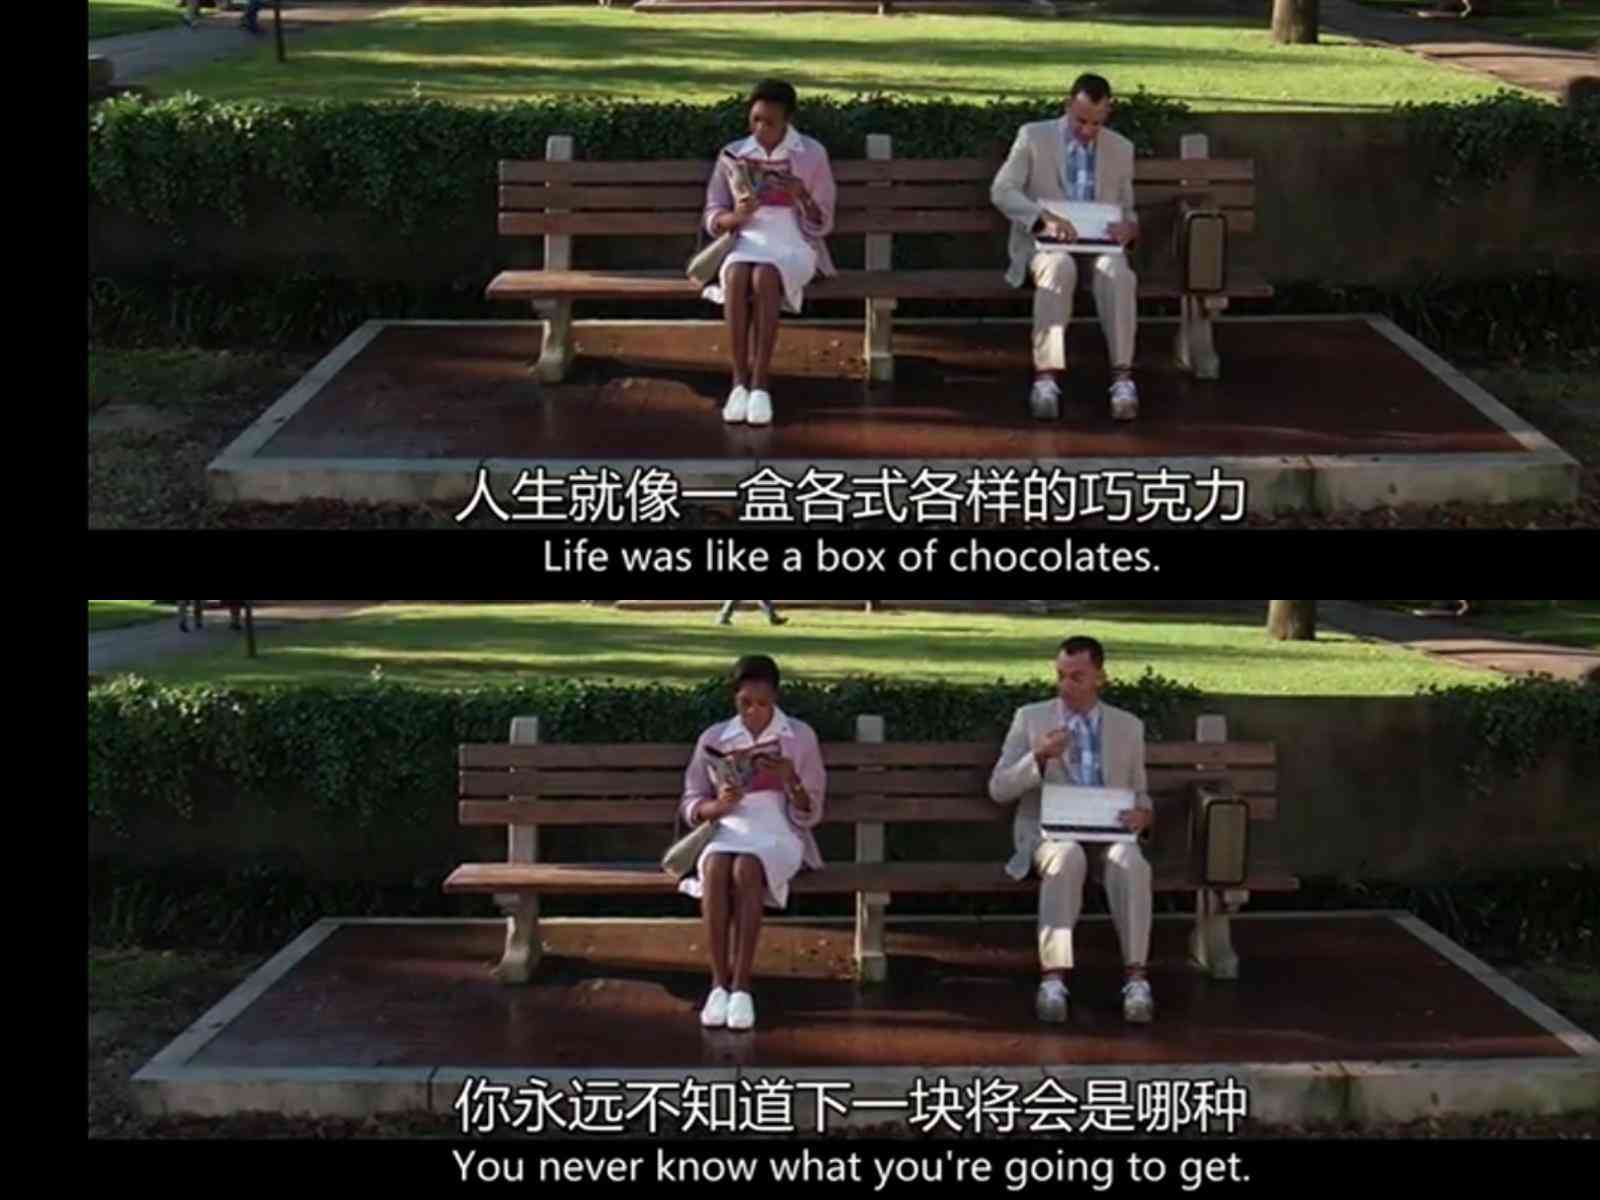 人生就像一盒各式各样的巧克力
Life was like a box of chocolates.
你永远不知道下一块将会是哪种
You never know what you're going to get.